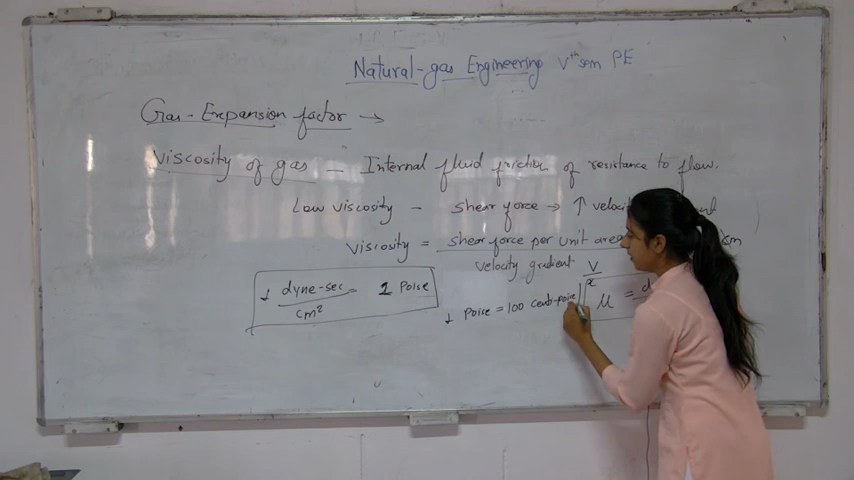 Natural-gas Engineering Vth sem PE
Gas-Expansion factor →
Viscosity of gas – Internal fluid friction of resistance to flow.
Low viscosity - shear force → ↑
Viscosity = shear force per unit area
velocity gradient V/x
1 dyne-sec/cm² = 1 Poise
1 Poise = 100 centi-poise
μ =